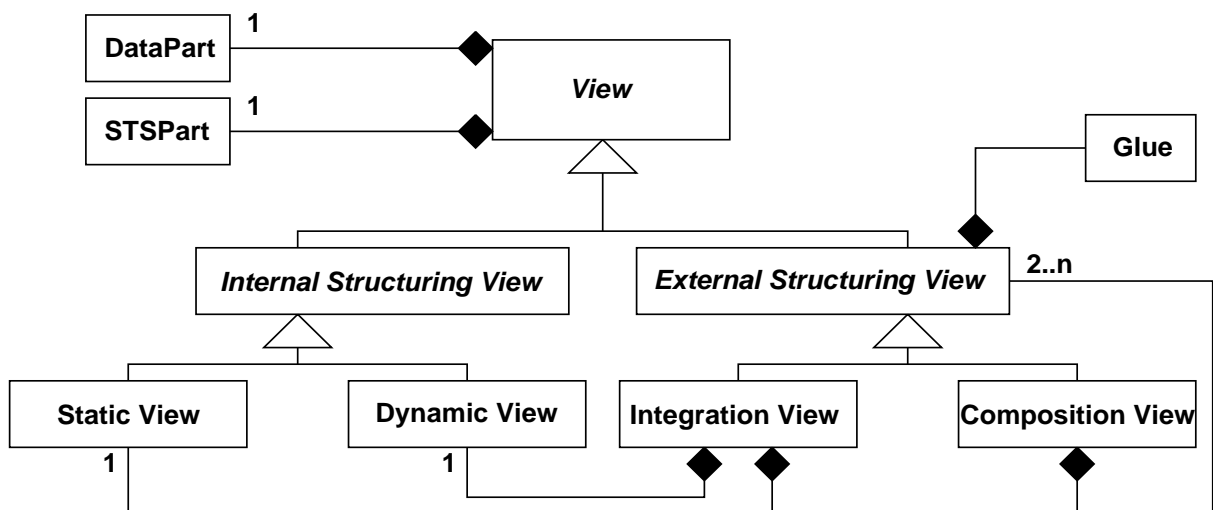 1
DataPart
View
1
STSPart
Glue
Internal Structuring View
External Structuring View
2..n
Static View
Dynamic View
Integration View
Composition View
1
1